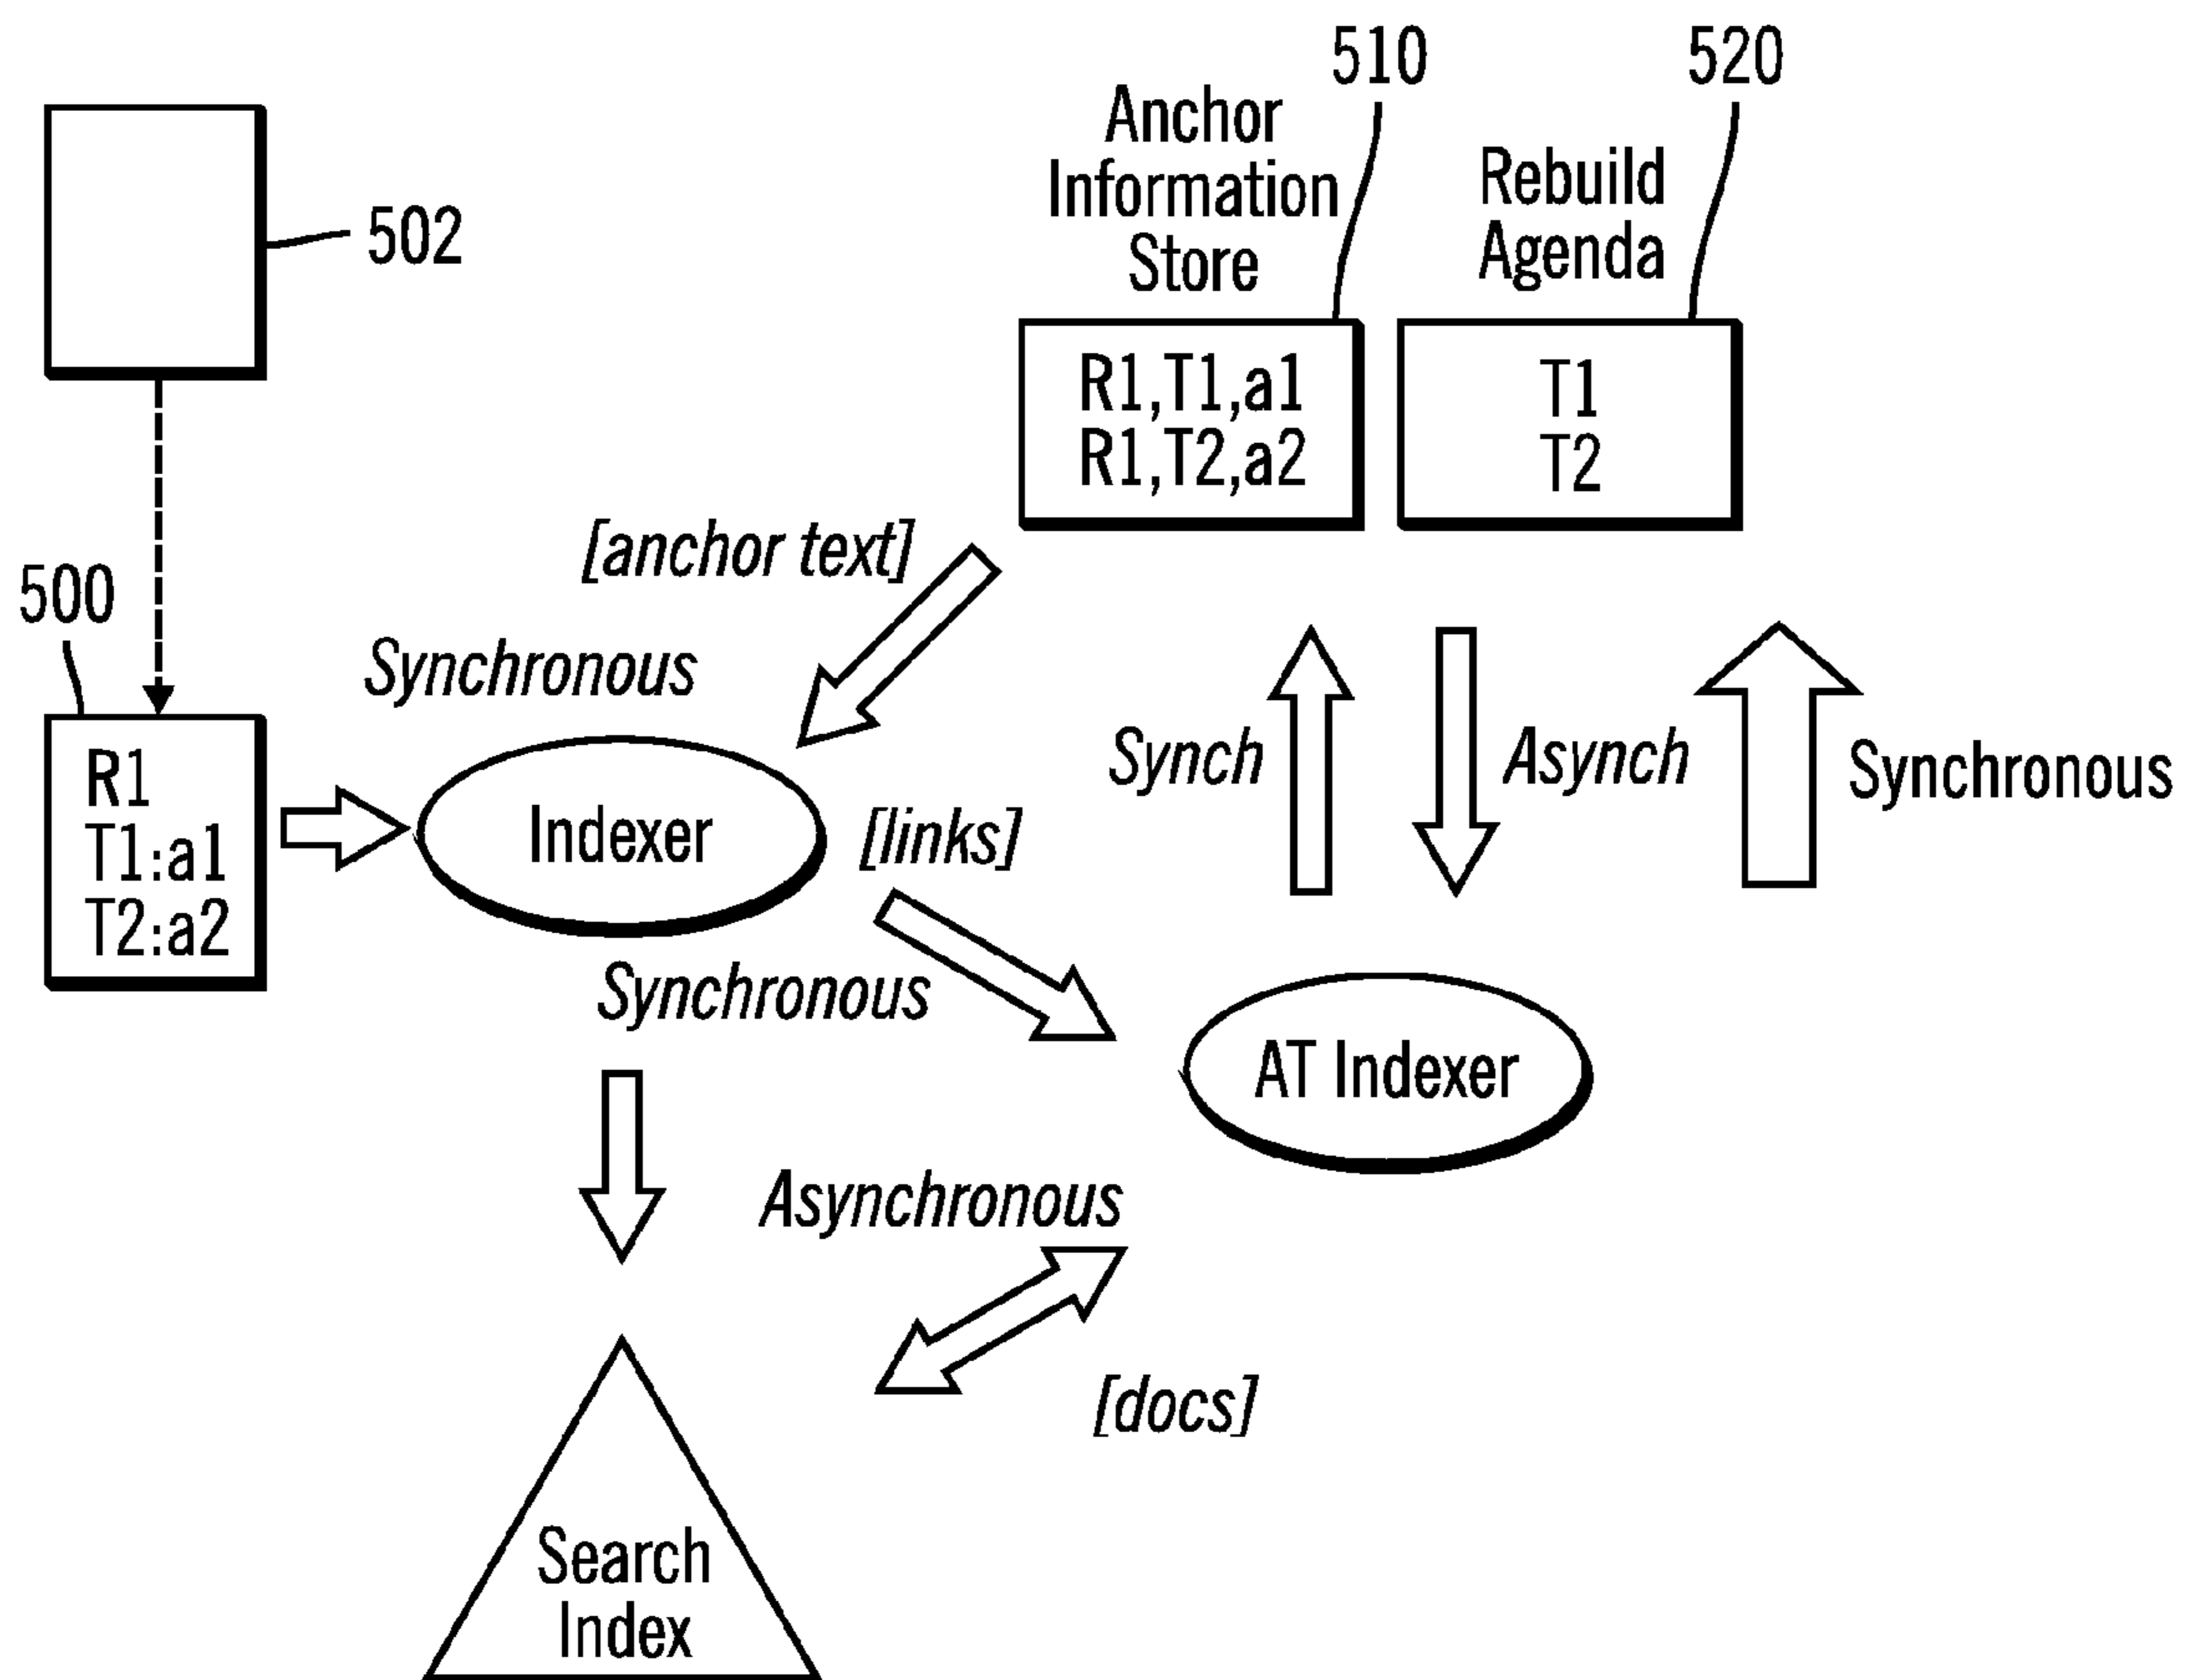 510
520
Anchor
Information
Store
Rebuild
Agenda
502
R1,T1,a1
R1,T2,a2
T1
T2
[anchor text]
500
Synchronous
R1
T1:a1
T2:a2
Indexer
[links]
Synch
Asynch
Synchronous
Synchronous
AT Indexer
Asynchronous
[docs]
Search
Index